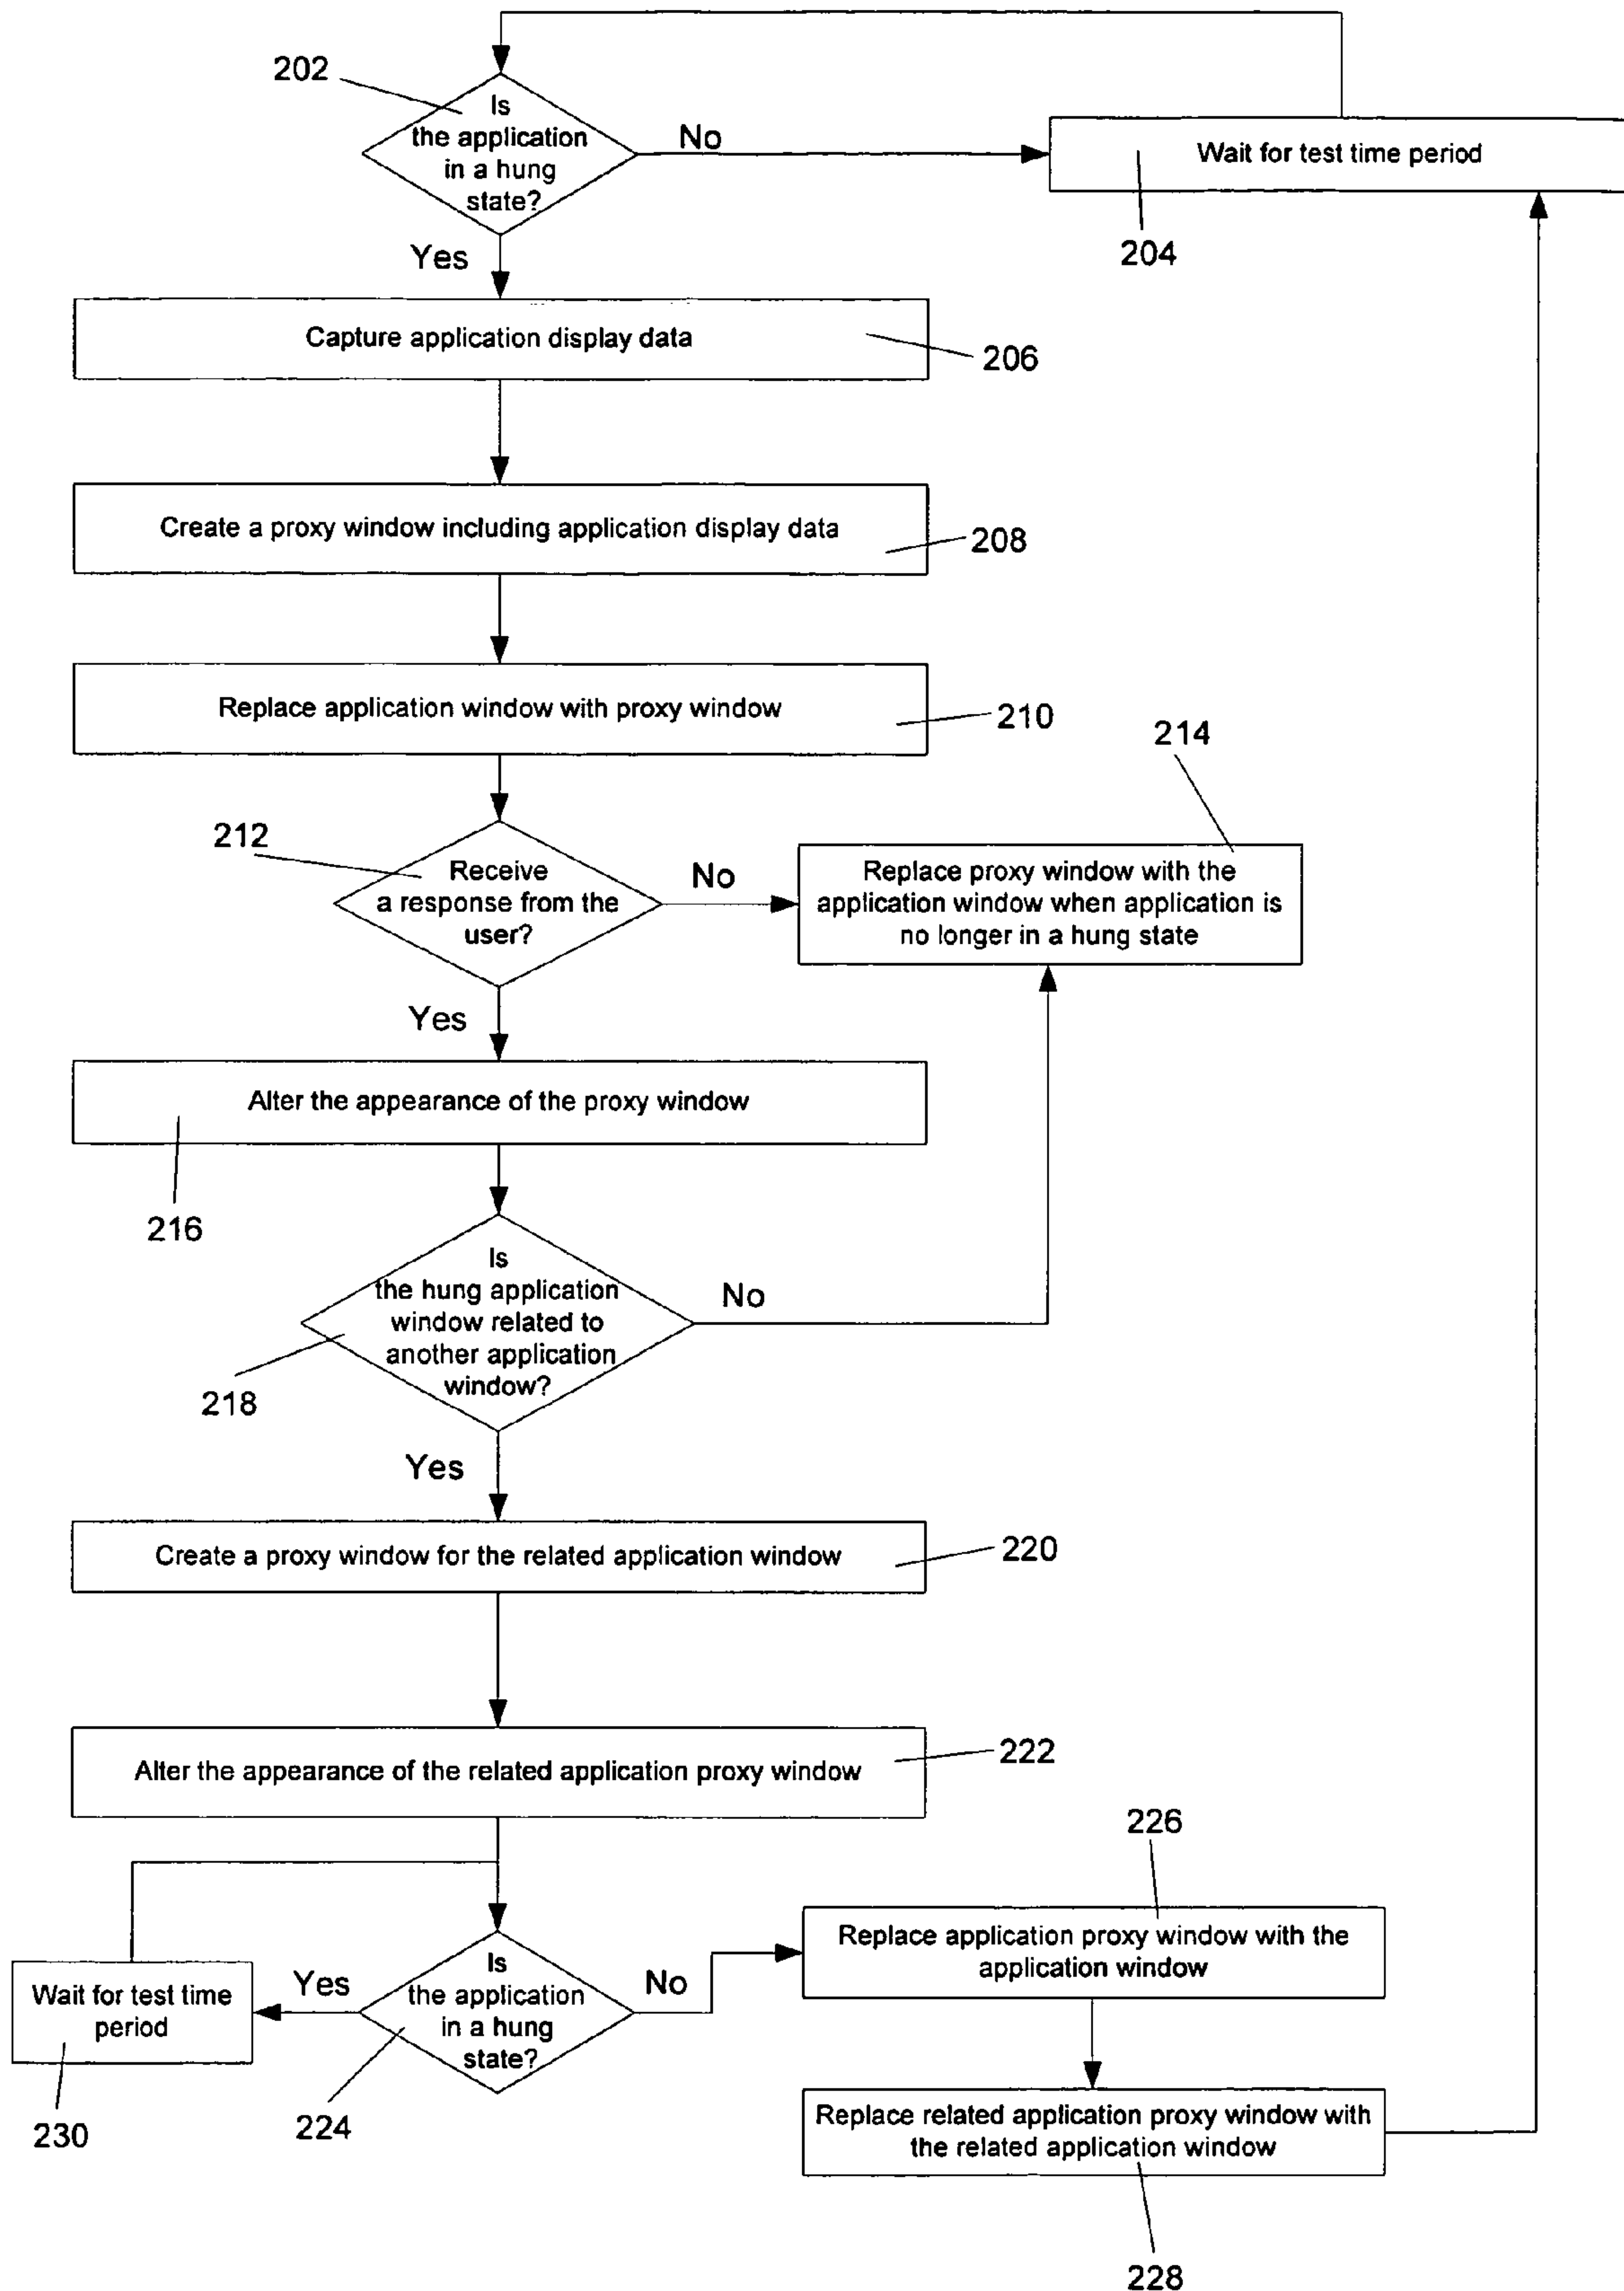 202
Is
the application
in a hung
state?
No
Wait for test time period
204
Yes
Capture application display data
206
Create a proxy window including application display data
208
Replace application window with proxy window
210
214
212
Receive
a response from the
user?
No
Replace proxy window with the
application window when application is
no longer in a hung state
Yes
Alter the appearance of the proxy window
216
Is
the hung application
window related to
another application
window?
No
218
Yes
Create a proxy window for the related application window
220
Alter the appearance of the related application proxy window
222
226
Replace application proxy window with the
application window
Is
the application
in a hung
state?
Yes
No
Wait for test time
period
230
224
Replace related application proxy window with
the related application window
228